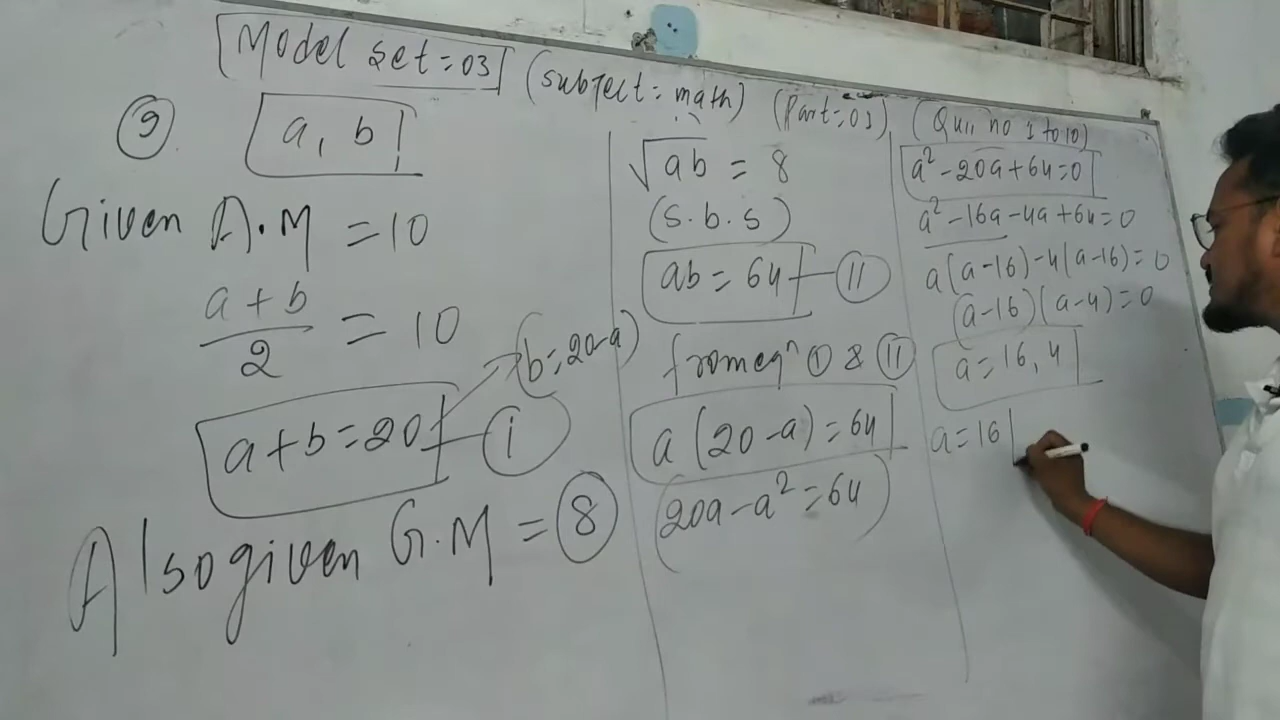 Model set=03 (subject: math) (Part=01) (Qu.. no 1 to 10)
9 a, b
Given A.M = 10
a+b/2 = 10
(b=20-a)
a+b=20 — i
Also given G.M = 8
√ab = 8
(s.b.s)
ab = 64 — II
from eqn I & II
a(20-a) = 64
(20a-a²=64)
a²-20a+64=0
a²-16a-4a+64=0
a(a-16)-4(a-16)=0
(a-16)(a-4)=0
a=16,4
a=16